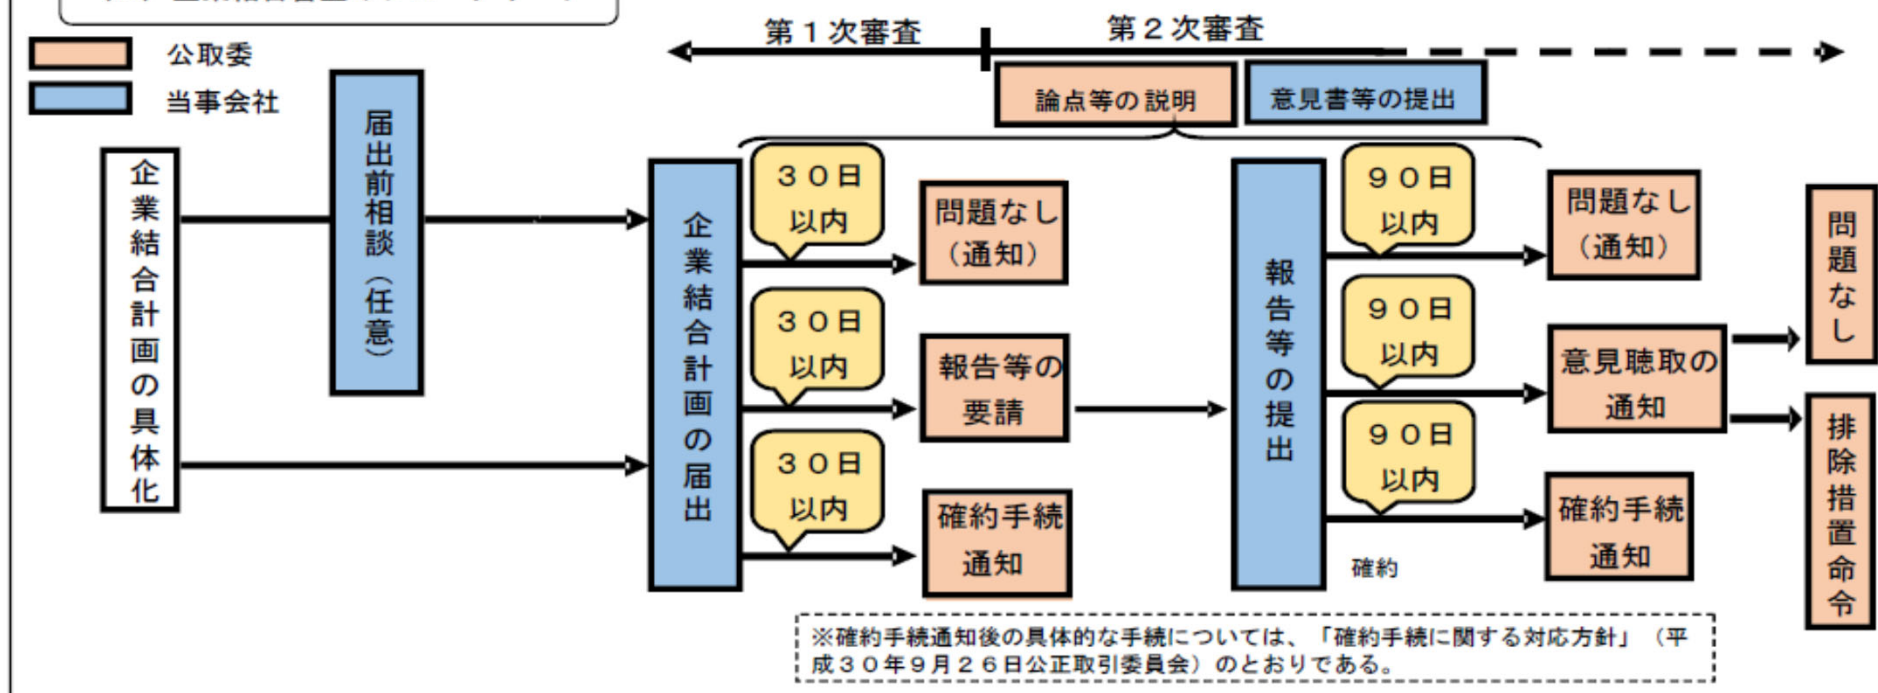 公取委
当事会社
第１次審査
第２次審査
論点等の説明
意見書等の提出
企業結合計画の具体化
届出前相談（任意）
企業結合計画の届出
３０日
以内
問題なし
（通知）
３０日
以内
報告等の
要請
３０日
以内
確約手続
通知
報告等の提出
９０日
以内
問題なし
（通知）
９０日
以内
意見聴取の
通知
９０日
以内
確約手続
通知
確約
問題なし
排除措置命令
※確約手続通知後の具体的な手続については、「確約手続に関する対応方針」（平
成３０年９月２６日公正取引委員会）のとおりである。